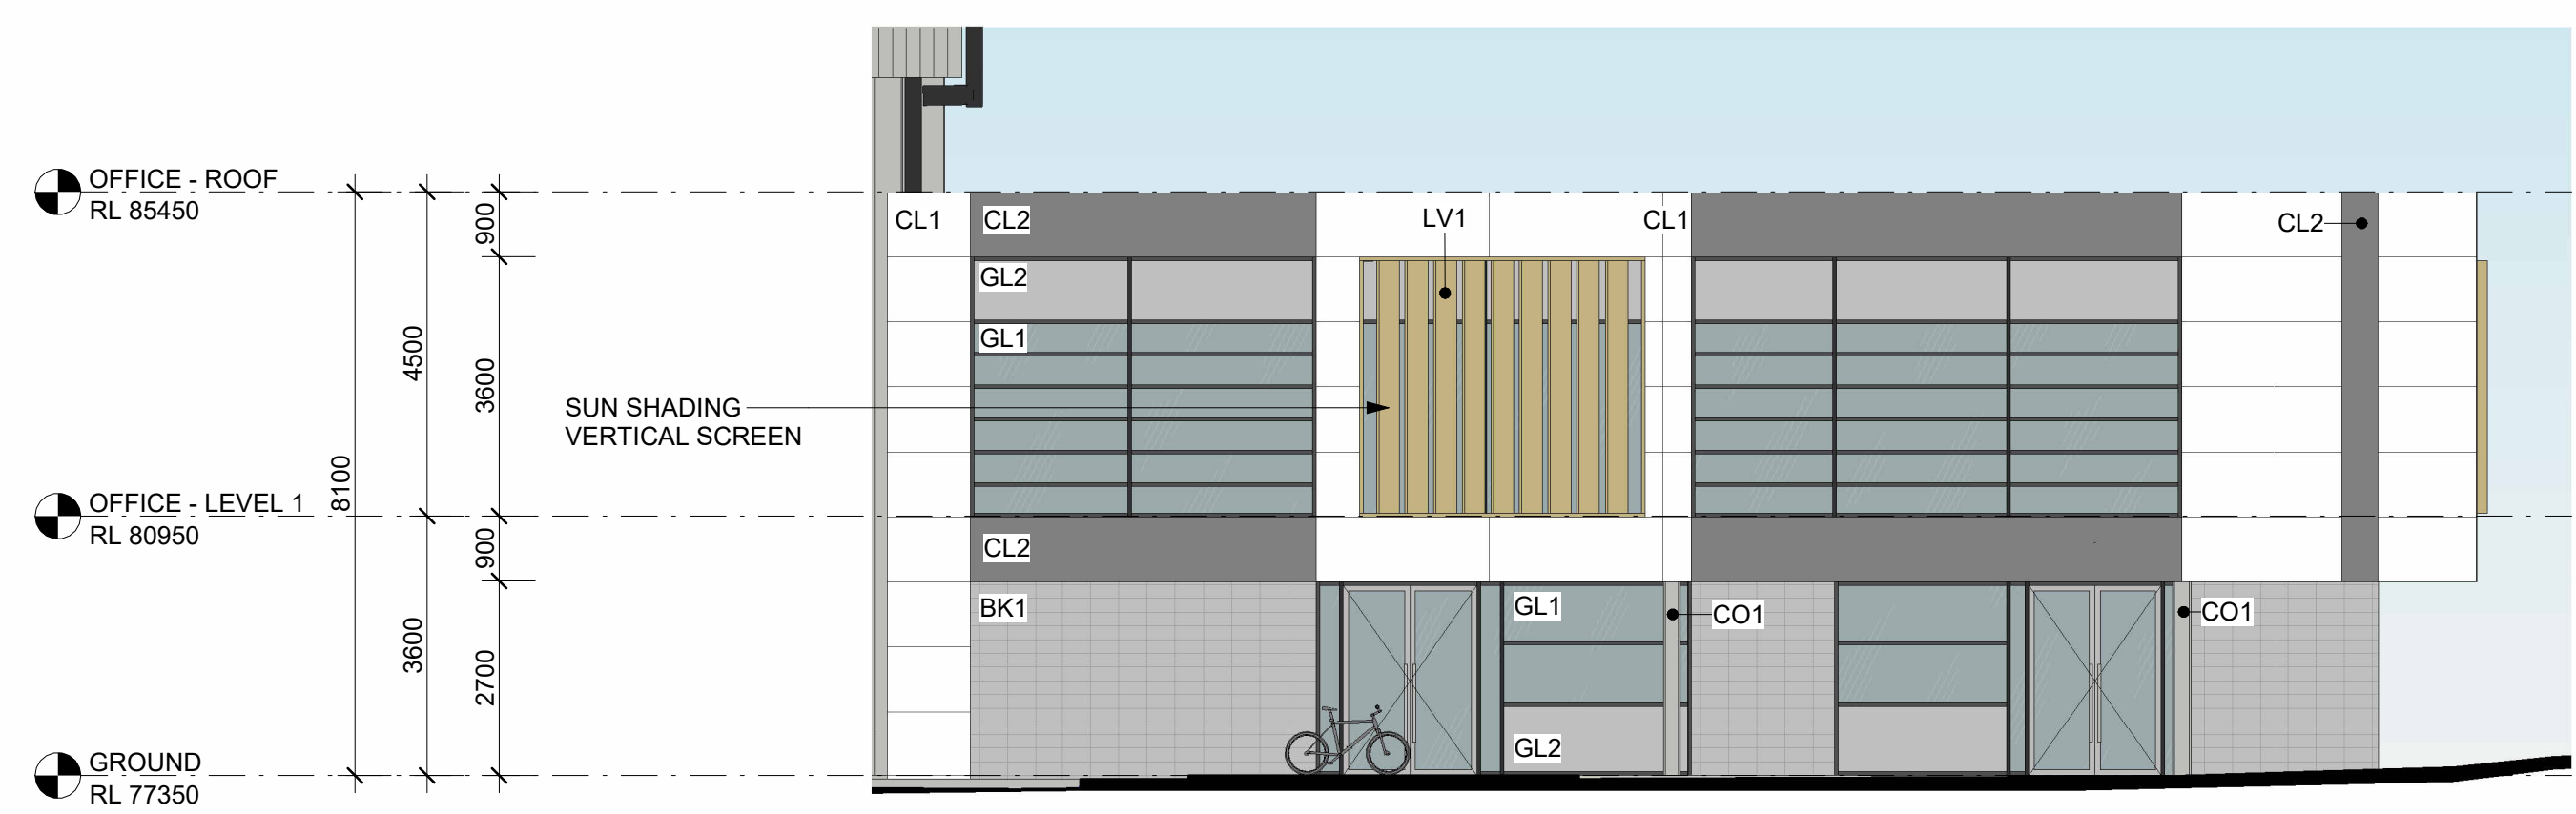 OFFICE - ROOF
RL 85450
OFFICE - LEVEL 1
RL 80950
GROUND
RL 77350
8100
4500
3600
900
3600
900
2700
SUN SHADING
VERTICAL SCREEN
CL1
CL2
LV1
CL1
CL2
GL2
GL1
CL2
BK1
GL1
CO1
CO1
GL2